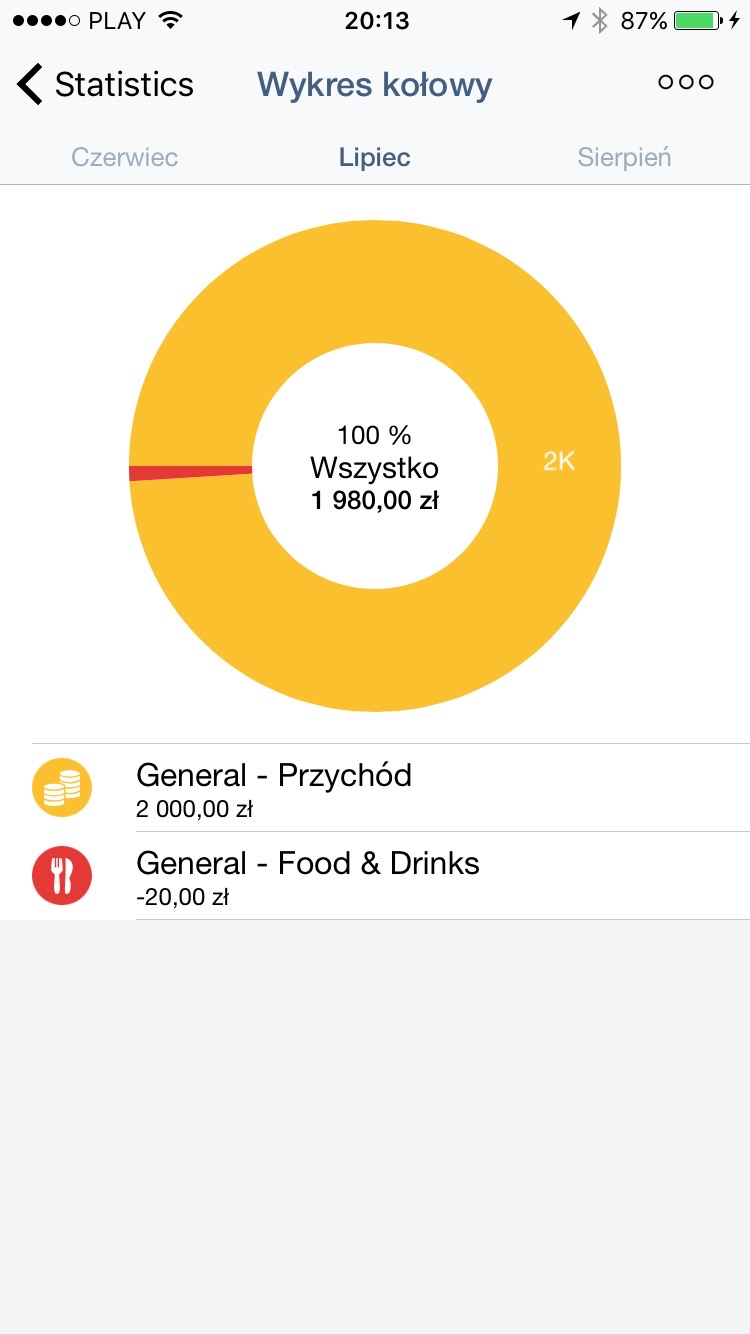 PLAY 20:13 87%
Statistics Wykres kołowy
Czerwiec Lipiec Sierpień
100 %
Wszystko
1 980,00 zł
2K
General - Przychód
2 000,00 zł
General - Food & Drinks
-20,00 zł